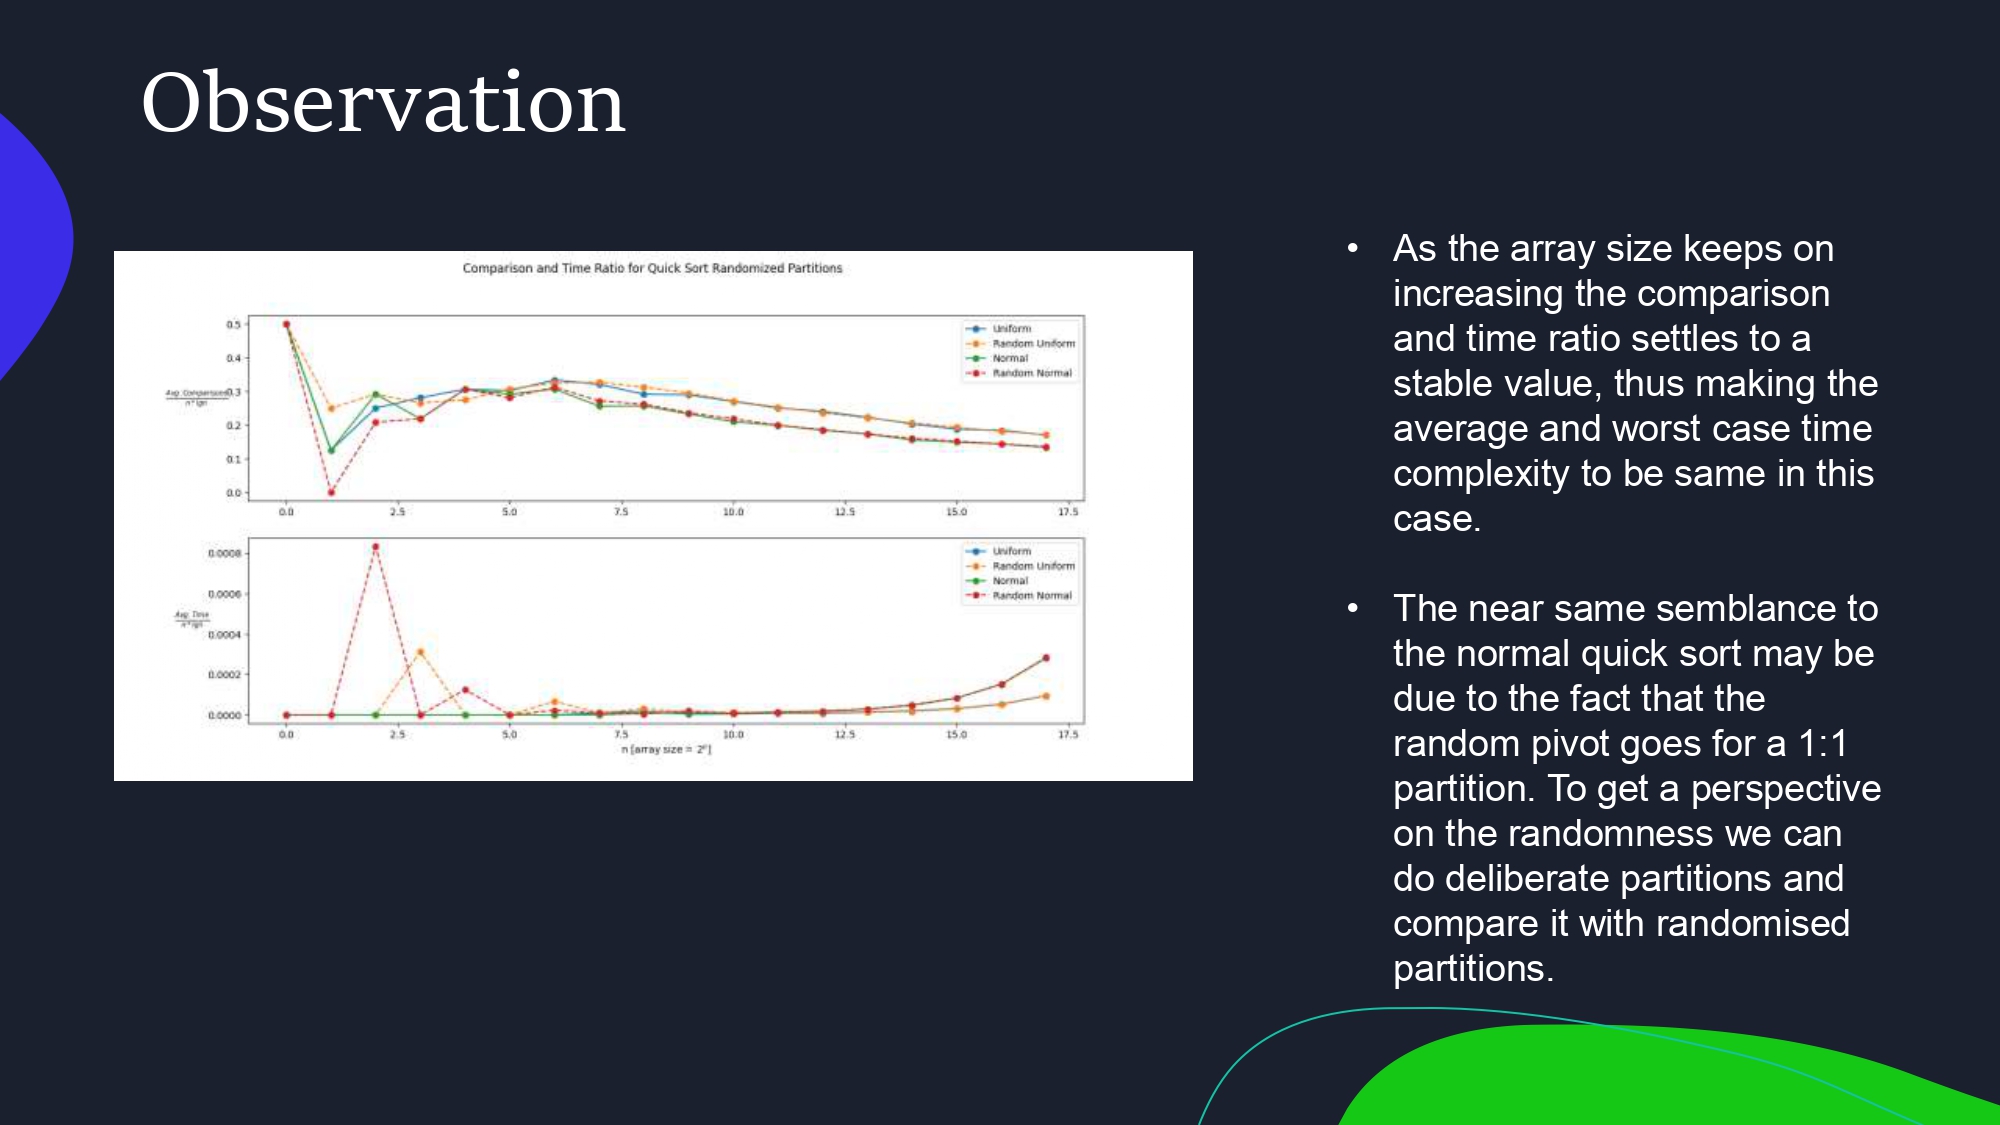 Observation
Comparison and Time Ratio for Quick Sort Randomized Partitions
0.5
0.4
0.3
0.2
0.1
0.0
Avg. Comparisons
n * lgn
Uniform
Random Uniform
Normal
Random Normal
0.0 2.5 5.0 7.5 10.0 12.5 15.0 17.5
0.0008
0.0006
0.0004
0.0002
0.0000
Avg. Time
n * lgn
Uniform
Random Uniform
Normal
Random Normal
0.0 2.5 5.0 7.5 10.0 12.5 15.0 17.5
• As the array size keeps on
increasing the comparison
and time ratio settles to a
stable value, thus making the
average and worst case time
complexity to be same in this
case.
• The near same semblance to
the normal quick sort may be
due to the fact that the
random pivot goes for a 1:1
partition. To get a perspective
on the randomness we can
do deliberate partitions and
compare it with randomised
partitions.